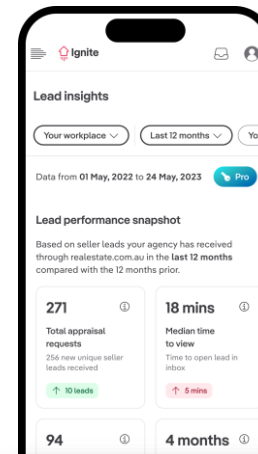 Ignite
Lead insights
Your workplace
Last 12 months
Data from 01 May, 2022 to 24 May, 2023
Pro
Lead performance snapshot
Based on seller leads your agency has received
through realestate.com.au in the last 12 months
compared with the 12 months prior.
271
Total appraisal
requests
256 new unique seller
leads received
↑ 10 leads
18 mins
Median time
to view
Time to open lead in
inbox
↑ 5 mins
94
4 months